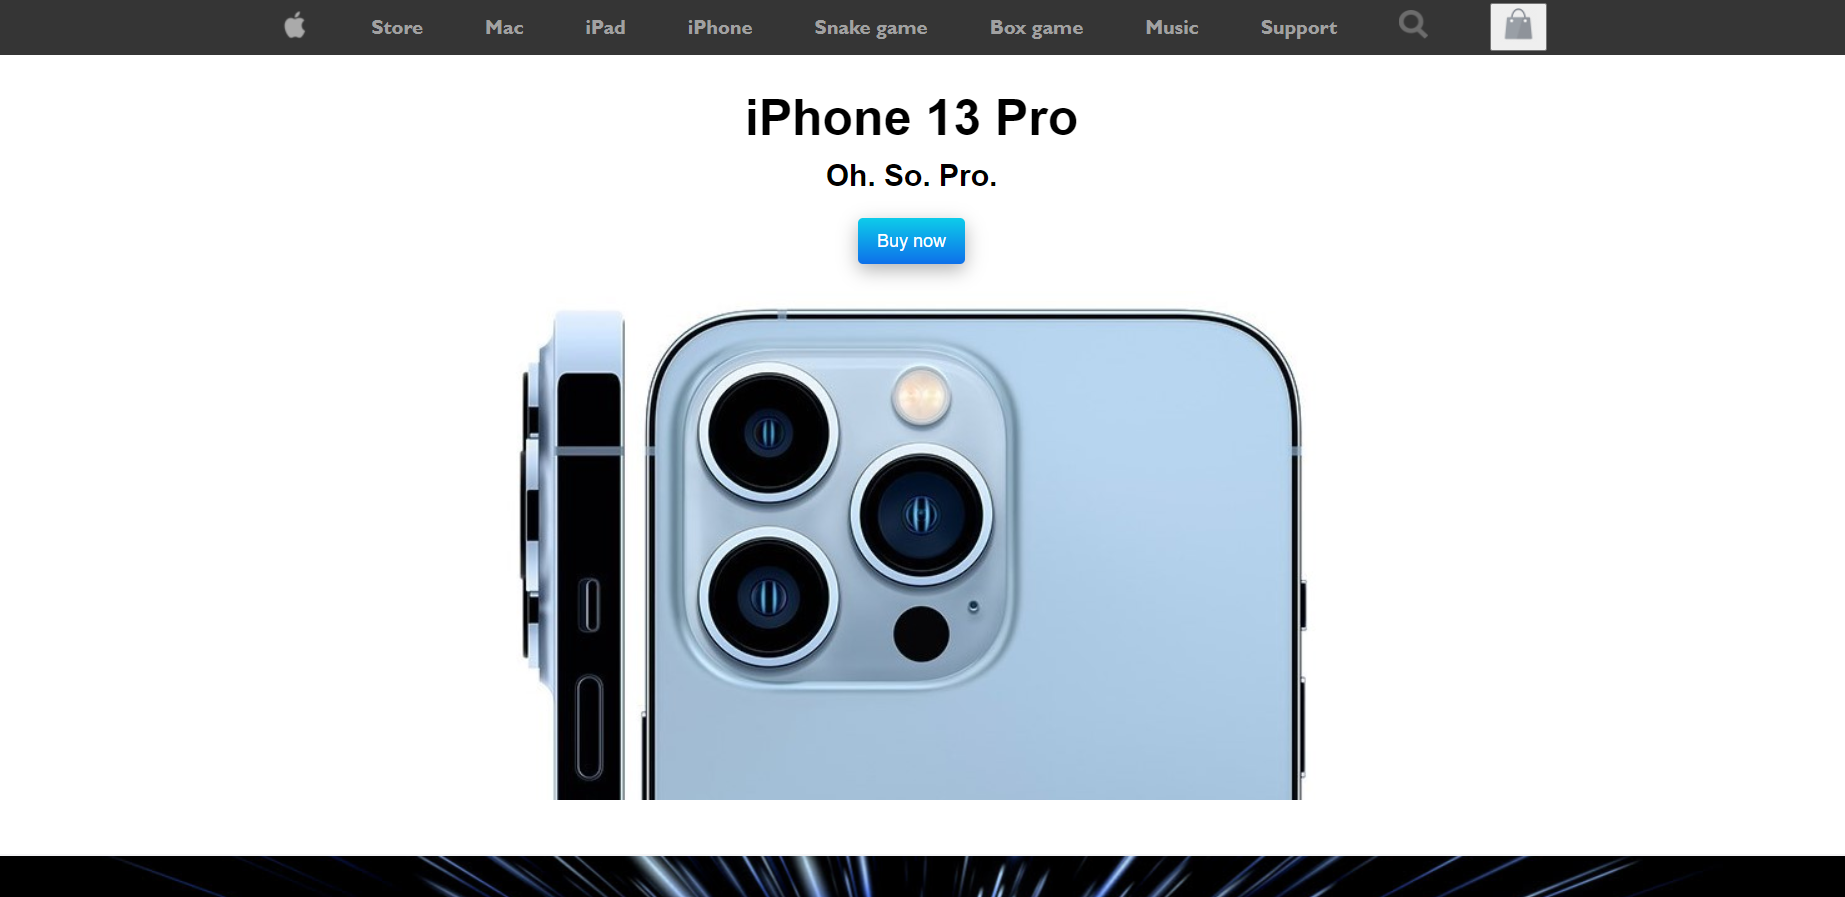 Store Mac iPad iPhone Snake game Box game Music Support
iPhone 13 Pro
Oh. So. Pro.
Buy now